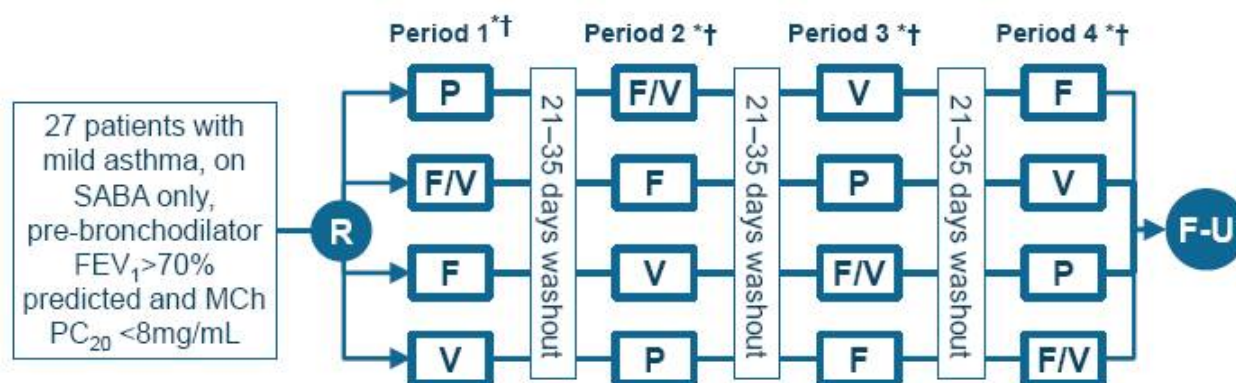 Period 1*† Period 2 *† Period 3 *† Period 4 *†
27 patients with
mild asthma, on
SABA only,
pre-bronchodilator
FEV₁>70%
predicted and MCh
PC₂₀ <8mg/mL
R
P F/V V F
F/V F P V
F V F/V P
V P F F/V
21–35 days washout
21–35 days washout
21–35 days washout
F-U